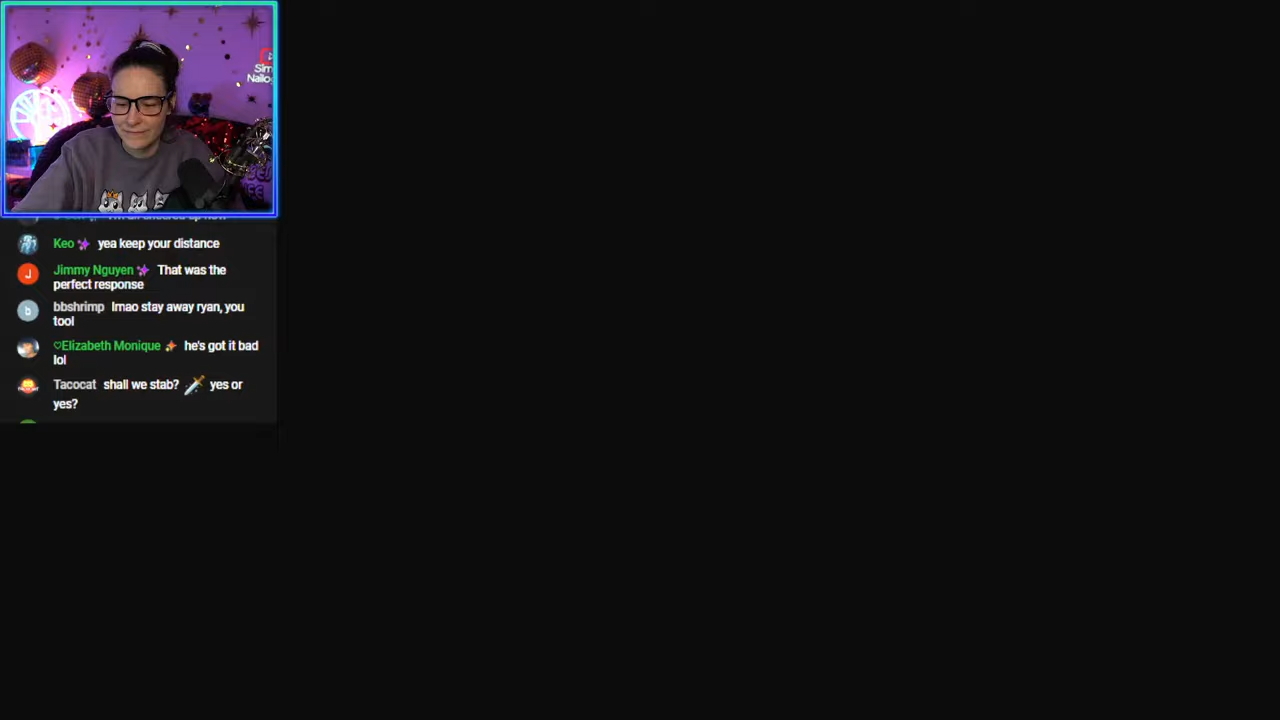 Keo yea keep your distance
Jimmy Nguyen That was the
perfect response
bbshrimp lmao stay away ryan, you
too!
♡Elizabeth Monique he's got it bad
lol
Tacocat shall we stab? 🗡️ yes or
yes?